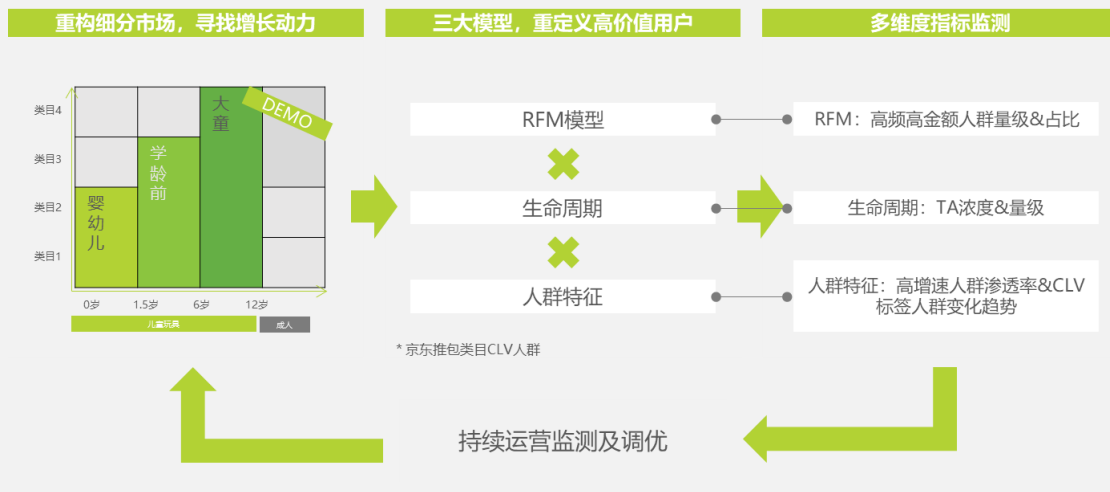 重构细分市场，寻找增长动力
三大模型，重定义高价值用户
多维度指标监测
类目4
类目3
类目2
类目1
婴幼儿
学龄前
大童
DEMO
0岁
1.5岁
6岁
12岁
儿童玩具
成人
RFM模型
生命周期
人群特征
* 京东推包类目CLV人群
RFM：高频高金额人群量级&占比
生命周期：TA浓度&量级
人群特征：高增速人群渗透率&CLV
标签人群变化趋势
持续运营监测及调优